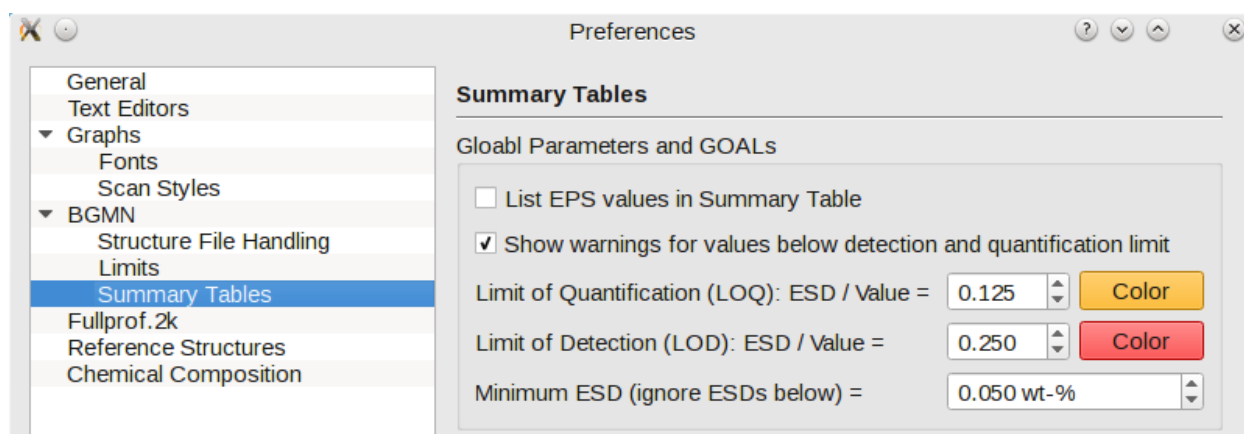 Preferences
General
Text Editors
Graphs
Fonts
Scan Styles
BGMN
Structure File Handling
Limits
Summary Tables
Fullprof.2k
Reference Structures
Chemical Composition
Summary Tables
Gloabl Parameters and GOALs
List EPS values in Summary Table
Show warnings for values below detection and quantification limit
Limit of Quantification (LOQ): ESD / Value = 0.125 Color
Limit of Detection (LOD): ESD / Value = 0.250 Color
Minimum ESD (ignore ESDs below) = 0.050 wt-%